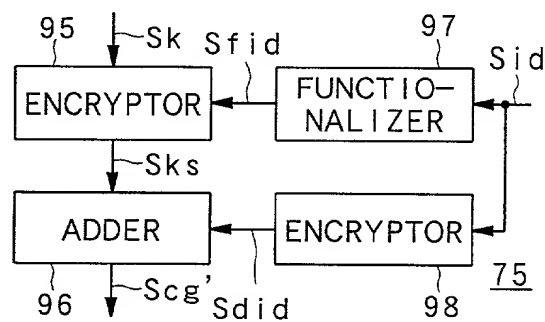 95
Sk
Sfid
97
Sid
ENCRYPTOR
FUNCTIO-
NALIZER
Sks
ADDER
ENCRYPTOR
75
96
Scg'
Sdid
98